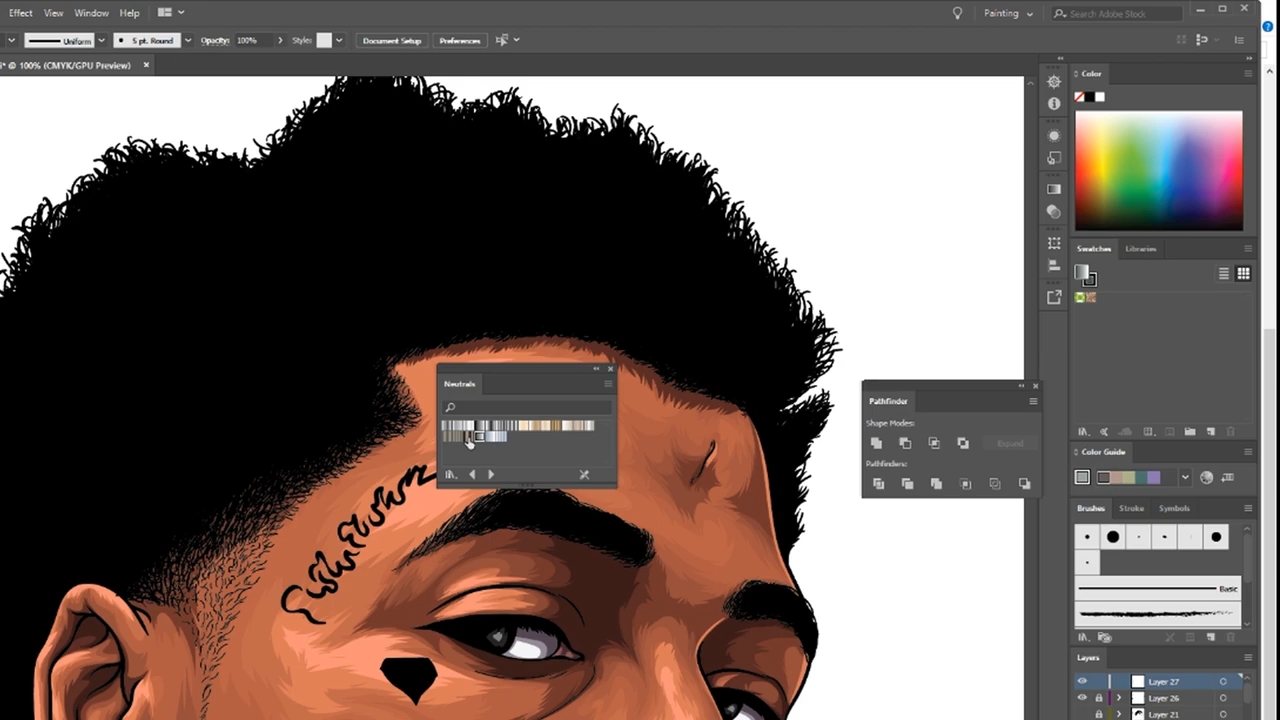 Effect View Window Help Painting Search Adobe Stock
Uniform 5 pt. Round Opacity: 100% Styles: Document Setup Preferences
* @ 100% (CMYK/GPU Preview) ×
Color
Swatches Libraries
Neutrals
Pathfinder
Shape Modes:
Expand
Pathfinders:
Color Guide
Brushes Stroke Symbols
Basic
Layers
Layer 27
Layer 26
Layer 21